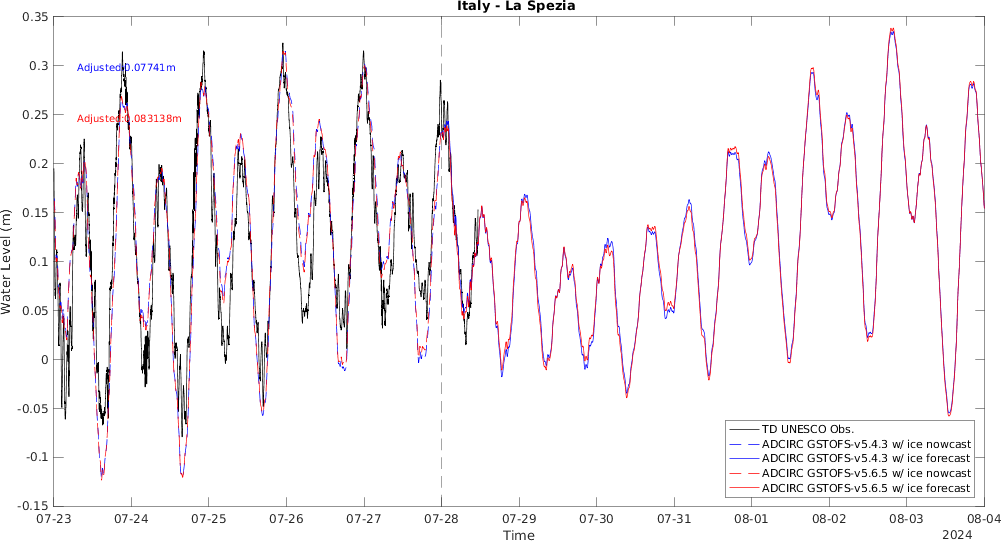 Italy - La Spezia
Water Level (m)
0.35
0.3
0.25
0.2
0.15
0.1
0.05
0
-0.05
-0.1
-0.15
Adjusted:0.07741m
Adjusted:0.083138m
TD UNESCO Obs.
ADCIRC GSTOFS-v5.4.3 w/ ice nowcast
ADCIRC GSTOFS-v5.4.3 w/ ice forecast
ADCIRC GSTOFS-v5.6.5 w/ ice nowcast
ADCIRC GSTOFS-v5.6.5 w/ ice forecast
07-23 07-24 07-25 07-26 07-27 07-28 07-29 07-30 07-31 08-01 08-02 08-03 08-04
Time
2024